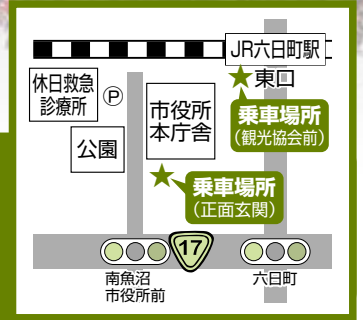 JR六日町駅
東口
休日救急
診療所
P
市役所
本庁舎
乗車場所
(観光協会前)
公園
乗車場所
(正面玄関)
17
南魚沼
市役所前
六日町